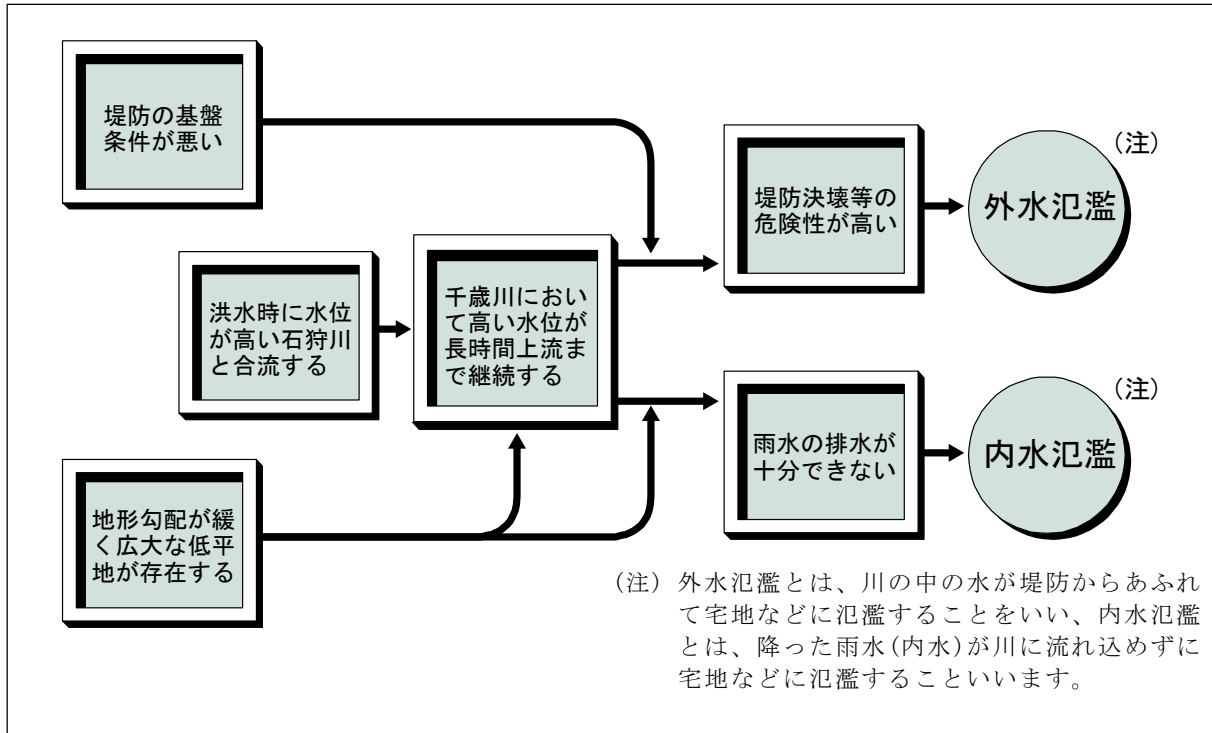 堤防の基盤
条件が悪い
洪水時に水位
が高い石狩川
と合流する
地形勾配が緩
く広大な低平
地が存在する
千歳川におい
て高い水位が
長時間上流ま
で継続する
堤防決壊等の
危険性が高い
(注)
外水氾濫
雨水の排水が
十分できない
(注)
内水氾濫
(注) 外水氾濫とは、川の中の水が堤防からあふれ
て宅地などに氾濫することをいい、内水氾濫
とは、降った雨水(内水)が川に流れ込めずに
宅地などに氾濫することいいます。